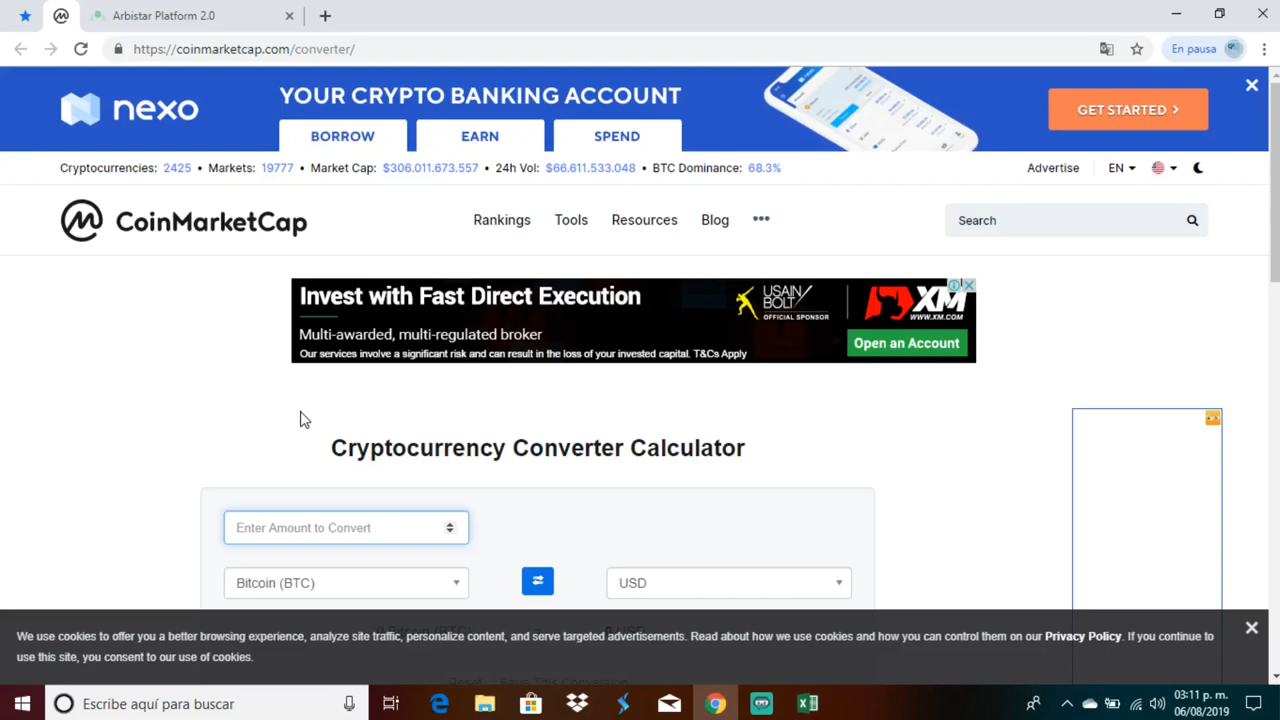 Arbistar Platform 2.0
https://coinmarketcap.com/converter/
En pausa
nexo
YOUR CRYPTO BANKING ACCOUNT
BORROW EARN SPEND
GET STARTED
Cryptocurrencies: 2425 • Markets: 19777 • Market Cap: $306.011.673.557 • 24h Vol: $66.611.533.048 • BTC Dominance: 68.3%
Advertise EN
CoinMarketCap
Rankings Tools Resources Blog •••
Search
Invest with Fast Direct Execution
Multi-awarded, multi-regulated broker
Our services involve a significant risk and can result in the loss of your invested capital. T&Cs Apply
USAIN
BOLT
OFFICIAL SPONSOR
XM
WWW.XM.COM
Open an Account
Cryptocurrency Converter Calculator
Enter Amount to Convert
Bitcoin (BTC)
USD
We use cookies to offer you a better browsing experience, analyze site traffic, personalize content, and serve targeted advertisements. Read about how we use cookies and how you can control them on our Privacy Policy. If you continue to
use this site, you consent to our use of cookies.
Escribe aquí para buscar
03:11 p. m.
06/08/2019